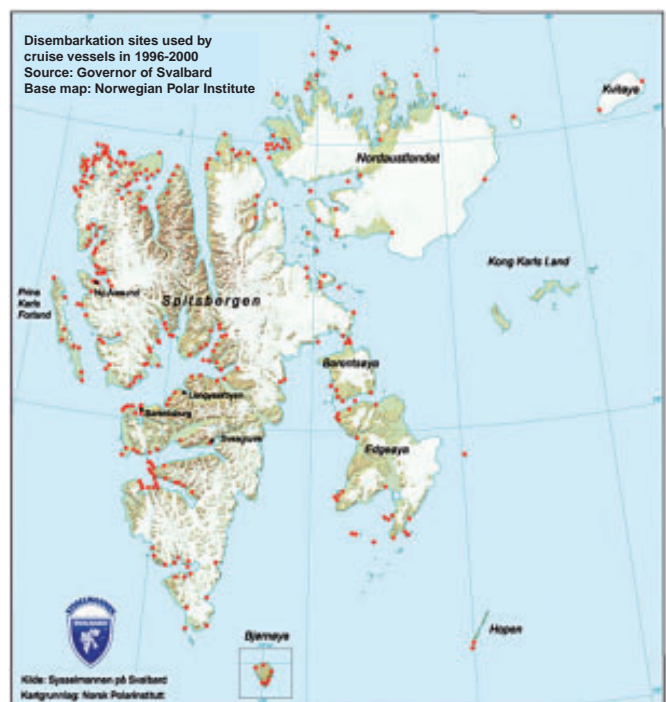 Disembarkation sites used by
cruise vessels in 1996-2000
Source: Governor of Svalbard
Base map: Norwegian Polar Institute
Kvitøya
Nordaustlandet
Kong Karls Land
Prins
Karls
Forland
Ny-Ålesund
Spitsbergen
Barentsøya
Longyearbyen
Barentsburg
Sveagruva
Edgeøya
Hopen
Bjørnøya
SYSSELMANNEN
Kilde: Sysselmannen på Svalbard
Kartgrunnlag: Norsk Polarinstitutt